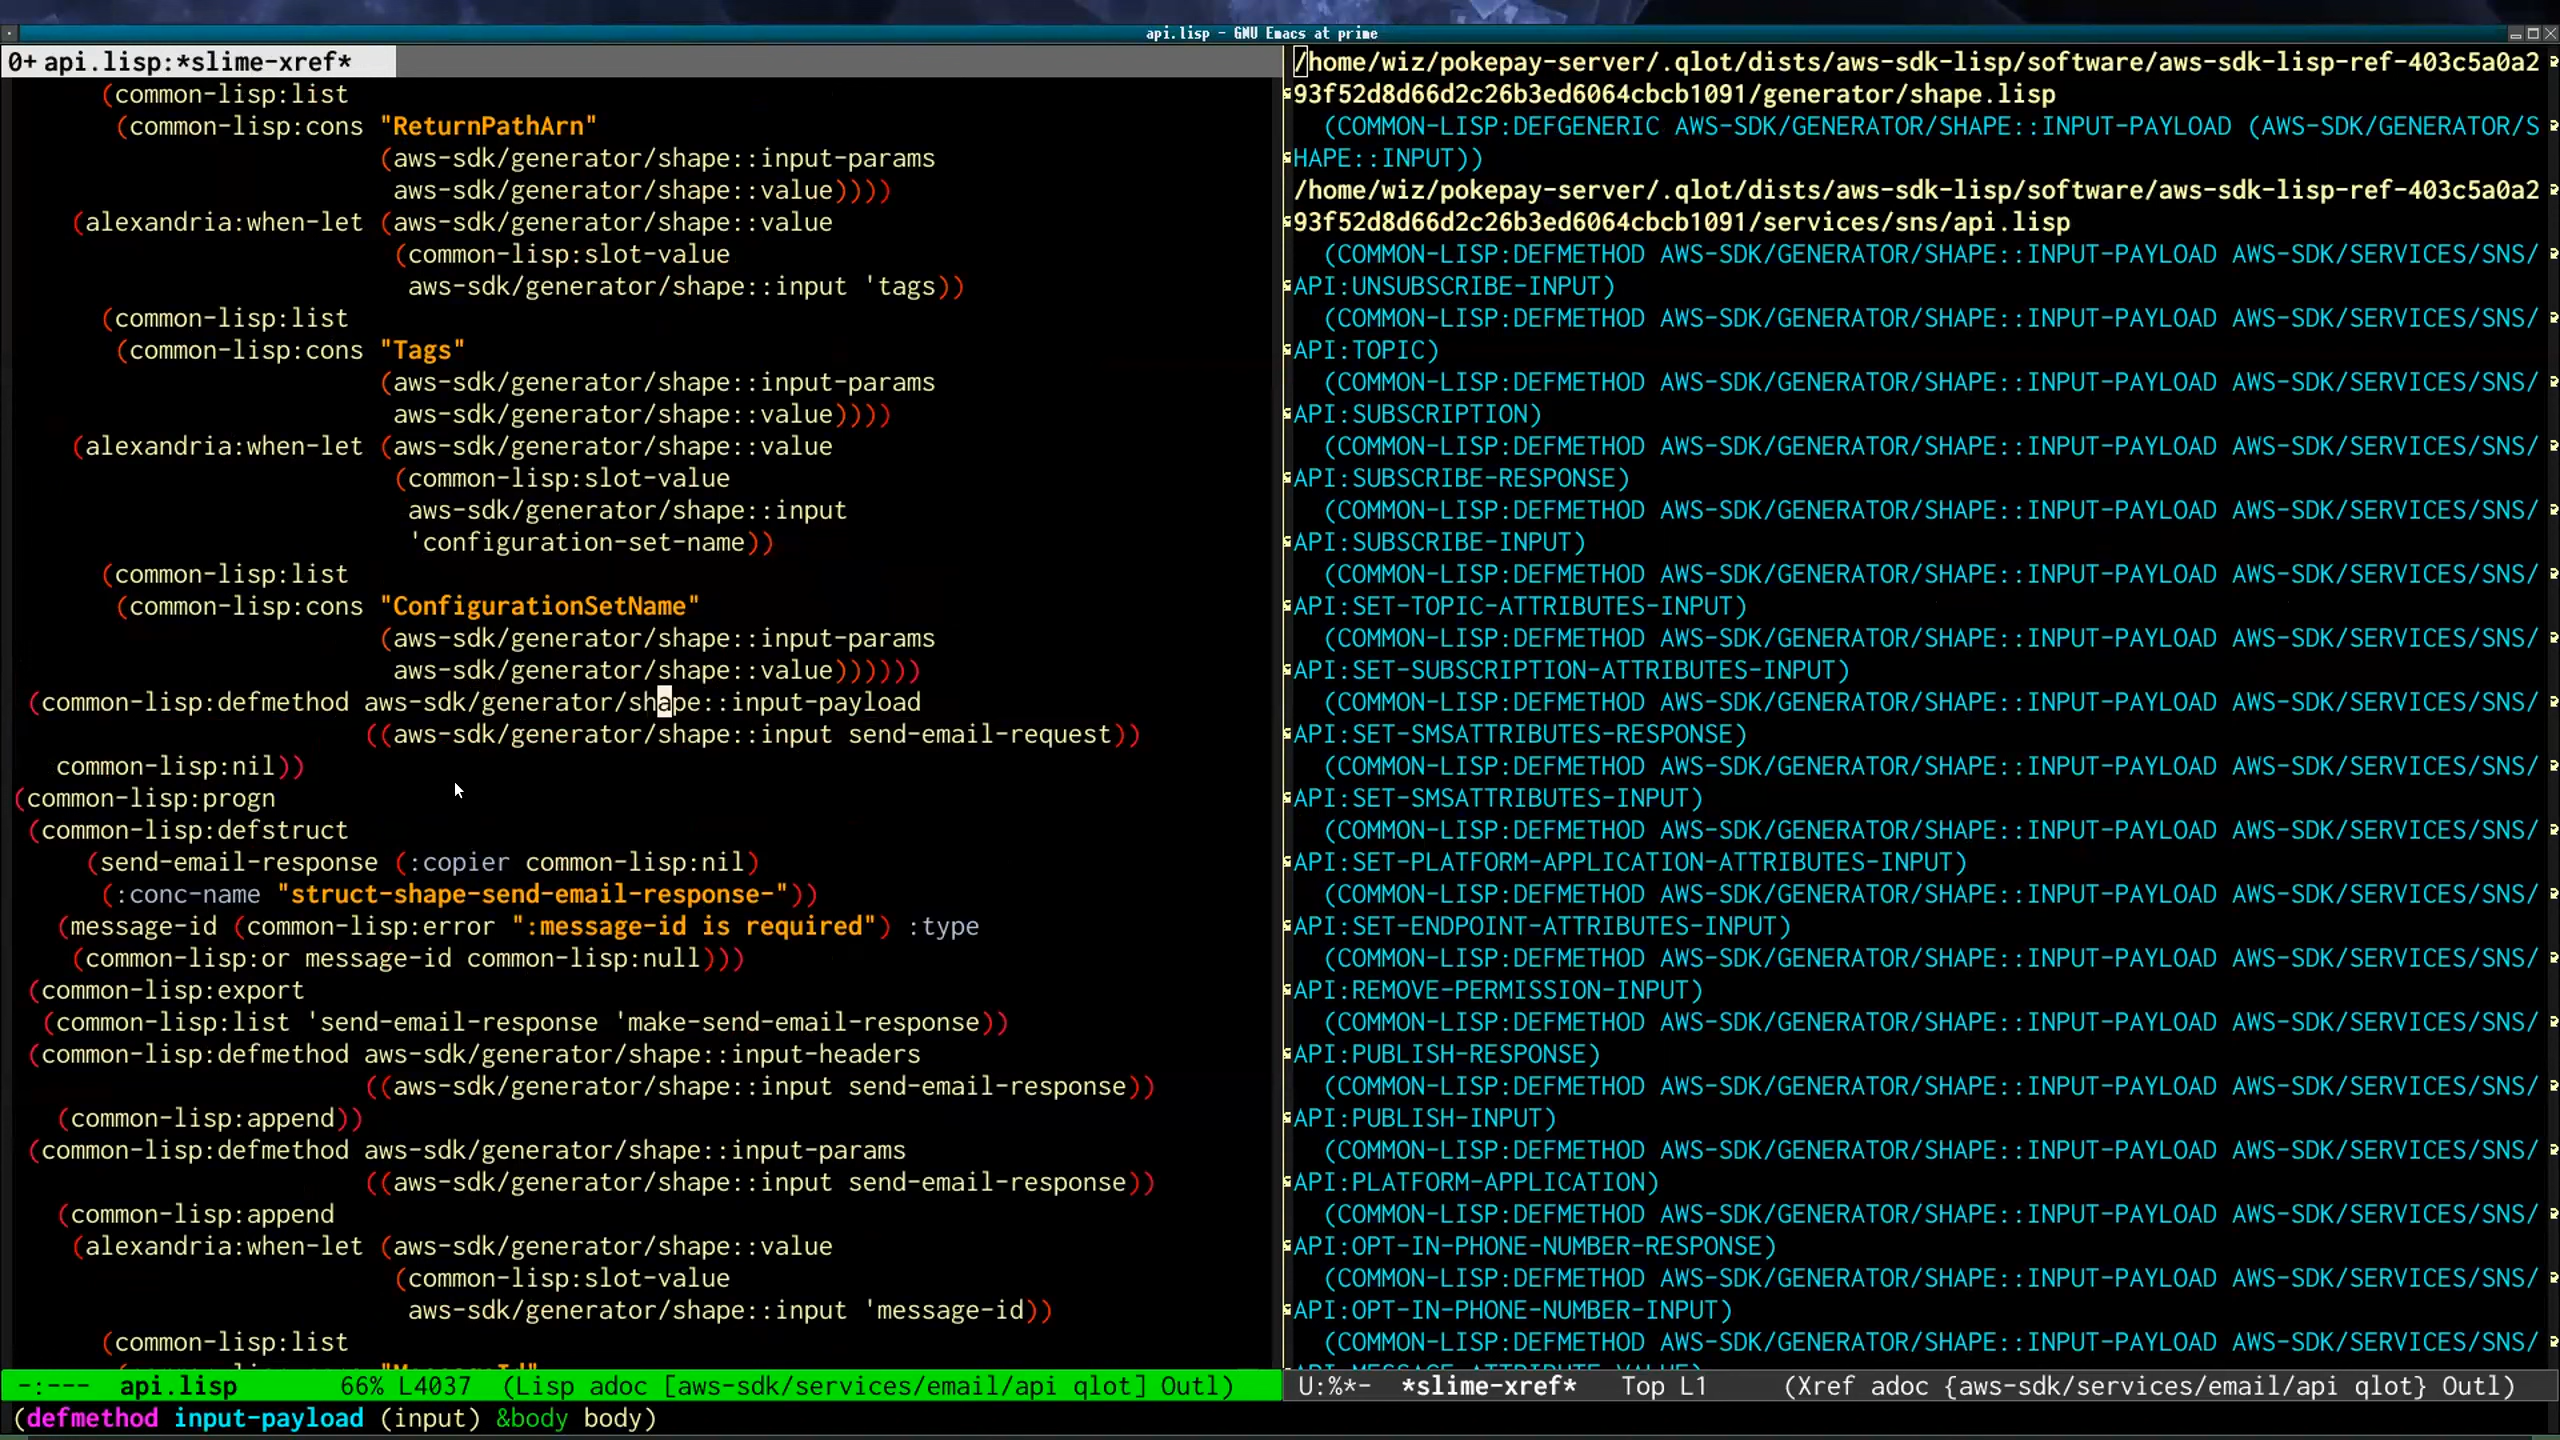 api.lisp - GNU Emacs at prime
0+ api.lisp:*slime-xref*
(common-lisp:list
(common-lisp:cons "ReturnPathArn"
(aws-sdk/generator/shape::input-params
aws-sdk/generator/shape::value))))
(alexandria:when-let (aws-sdk/generator/shape::value
(common-lisp:slot-value
aws-sdk/generator/shape::input 'tags))
(common-lisp:list
(common-lisp:cons "Tags"
(aws-sdk/generator/shape::input-params
aws-sdk/generator/shape::value))))
(alexandria:when-let (aws-sdk/generator/shape::value
(common-lisp:slot-value
aws-sdk/generator/shape::input
'configuration-set-name))
(common-lisp:list
(common-lisp:cons "ConfigurationSetName"
(aws-sdk/generator/shape::input-params
aws-sdk/generator/shape::value))))))
(common-lisp:defmethod aws-sdk/generator/shape::input-payload
((aws-sdk/generator/shape::input send-email-request))
common-lisp:nil))
(common-lisp:progn
(common-lisp:defstruct
(send-email-response (:copier common-lisp:nil)
(:conc-name "struct-shape-send-email-response-"))
(message-id (common-lisp:error ":message-id is required") :type
(common-lisp:or message-id common-lisp:null)))
(common-lisp:export
(common-lisp:list 'send-email-response 'make-send-email-response))
(common-lisp:defmethod aws-sdk/generator/shape::input-headers
((aws-sdk/generator/shape::input send-email-response))
(common-lisp:append))
(common-lisp:defmethod aws-sdk/generator/shape::input-params
((aws-sdk/generator/shape::input send-email-response))
(common-lisp:append
(alexandria:when-let (aws-sdk/generator/shape::value
(common-lisp:slot-value
aws-sdk/generator/shape::input 'message-id))
(common-lisp:list
-:--- api.lisp 66% L4037 (Lisp adoc [aws-sdk/services/email/api qlot] Outl)
/home/wiz/pokepay-server/.qlot/dists/aws-sdk-lisp/software/aws-sdk-lisp-ref-403c5a0a2
93f52d8d66d2c26b3ed6064cbcb1091/generator/shape.lisp
(COMMON-LISP:DEFGENERIC AWS-SDK/GENERATOR/SHAPE::INPUT-PAYLOAD (AWS-SDK/GENERATOR/S
HAPE::INPUT))
/home/wiz/pokepay-server/.qlot/dists/aws-sdk-lisp/software/aws-sdk-lisp-ref-403c5a0a2
93f52d8d66d2c26b3ed6064cbcb1091/services/sns/api.lisp
(COMMON-LISP:DEFMETHOD AWS-SDK/GENERATOR/SHAPE::INPUT-PAYLOAD AWS-SDK/SERVICES/SNS/
API:UNSUBSCRIBE-INPUT)
(COMMON-LISP:DEFMETHOD AWS-SDK/GENERATOR/SHAPE::INPUT-PAYLOAD AWS-SDK/SERVICES/SNS/
API:TOPIC)
(COMMON-LISP:DEFMETHOD AWS-SDK/GENERATOR/SHAPE::INPUT-PAYLOAD AWS-SDK/SERVICES/SNS/
API:SUBSCRIPTION)
(COMMON-LISP:DEFMETHOD AWS-SDK/GENERATOR/SHAPE::INPUT-PAYLOAD AWS-SDK/SERVICES/SNS/
API:SUBSCRIBE-RESPONSE)
(COMMON-LISP:DEFMETHOD AWS-SDK/GENERATOR/SHAPE::INPUT-PAYLOAD AWS-SDK/SERVICES/SNS/
API:SUBSCRIBE-INPUT)
(COMMON-LISP:DEFMETHOD AWS-SDK/GENERATOR/SHAPE::INPUT-PAYLOAD AWS-SDK/SERVICES/SNS/
API:SET-TOPIC-ATTRIBUTES-INPUT)
(COMMON-LISP:DEFMETHOD AWS-SDK/GENERATOR/SHAPE::INPUT-PAYLOAD AWS-SDK/SERVICES/SNS/
API:SET-SUBSCRIPTION-ATTRIBUTES-INPUT)
(COMMON-LISP:DEFMETHOD AWS-SDK/GENERATOR/SHAPE::INPUT-PAYLOAD AWS-SDK/SERVICES/SNS/
API:SET-SMSATTRIBUTES-RESPONSE)
(COMMON-LISP:DEFMETHOD AWS-SDK/GENERATOR/SHAPE::INPUT-PAYLOAD AWS-SDK/SERVICES/SNS/
API:SET-SMSATTRIBUTES-INPUT)
(COMMON-LISP:DEFMETHOD AWS-SDK/GENERATOR/SHAPE::INPUT-PAYLOAD AWS-SDK/SERVICES/SNS/
API:SET-PLATFORM-APPLICATION-ATTRIBUTES-INPUT)
(COMMON-LISP:DEFMETHOD AWS-SDK/GENERATOR/SHAPE::INPUT-PAYLOAD AWS-SDK/SERVICES/SNS/
API:SET-ENDPOINT-ATTRIBUTES-INPUT)
(COMMON-LISP:DEFMETHOD AWS-SDK/GENERATOR/SHAPE::INPUT-PAYLOAD AWS-SDK/SERVICES/SNS/
API:REMOVE-PERMISSION-INPUT)
(COMMON-LISP:DEFMETHOD AWS-SDK/GENERATOR/SHAPE::INPUT-PAYLOAD AWS-SDK/SERVICES/SNS/
API:PUBLISH-RESPONSE)
(COMMON-LISP:DEFMETHOD AWS-SDK/GENERATOR/SHAPE::INPUT-PAYLOAD AWS-SDK/SERVICES/SNS/
API:PUBLISH-INPUT)
(COMMON-LISP:DEFMETHOD AWS-SDK/GENERATOR/SHAPE::INPUT-PAYLOAD AWS-SDK/SERVICES/SNS/
API:PLATFORM-APPLICATION)
(COMMON-LISP:DEFMETHOD AWS-SDK/GENERATOR/SHAPE::INPUT-PAYLOAD AWS-SDK/SERVICES/SNS/
API:OPT-IN-PHONE-NUMBER-RESPONSE)
(COMMON-LISP:DEFMETHOD AWS-SDK/GENERATOR/SHAPE::INPUT-PAYLOAD AWS-SDK/SERVICES/SNS/
API:OPT-IN-PHONE-NUMBER-INPUT)
(COMMON-LISP:DEFMETHOD AWS-SDK/GENERATOR/SHAPE::INPUT-PAYLOAD AWS-SDK/SERVICES/SNS/
API:MESSAGE-ATTRIBUTE-VALUE)
U:%*- *slime-xref* Top L1 (Xref adoc {aws-sdk/services/email/api qlot} Outl)
(defmethod input-payload (input) &body body)